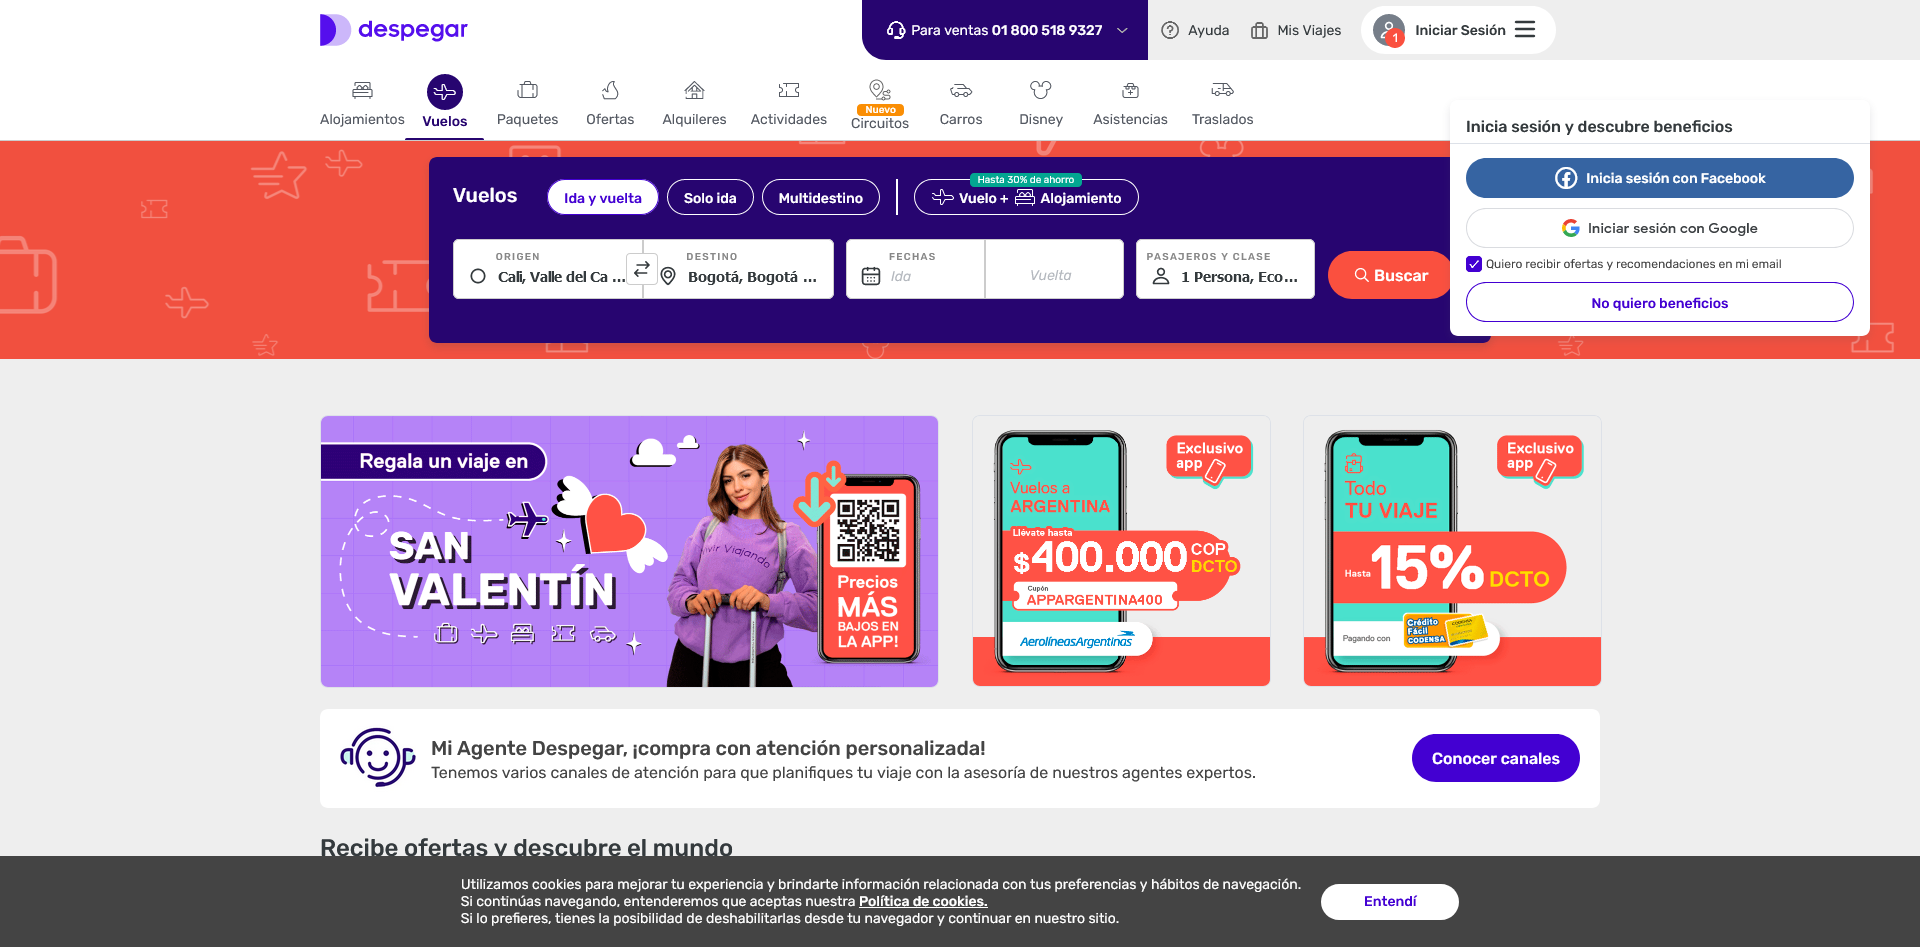 despegar
Para ventas 01 800 518 9327
Ayuda
Mis Viajes
1
Iniciar Sesión
Alojamientos
Vuelos
Paquetes
Ofertas
Alquileres
Actividades
Nuevo
Circuitos
Carros
Disney
Asistencias
Traslados
Inicia sesión y descubre beneficios
Inicia sesión con Facebook
Iniciar sesión con Google
Quiero recibir ofertas y recomendaciones en mi email
No quiero beneficios
Vuelos
Ida y vuelta
Solo ida
Multidestino
Hasta 30% de ahorro
Vuelo + Alojamiento
ORIGEN
Cali, Valle del Ca ...
DESTINO
Bogotá, Bogotá ...
FECHAS
Ida
Vuelta
PASAJEROS Y CLASE
1 Persona, Eco...
Buscar
Regala un viaje en
SAN
VALENTÍN
Vivir Viajando
Precios
MÁS
BAJOS EN
LA APP!
Exclusivo
app
Vuelos a
ARGENTINA
Llévate hasta
$400.000 COP
DCTO
Cupón
APPARGENTINA400
AerolíneasArgentinas
Exclusivo
app
Todo
TU VIAJE
Hasta 15% DCTO
Pagando con
Crédito
Fácil
CODENSA
Mi Agente Despegar, ¡compra con atención personalizada!
Tenemos varios canales de atención para que planifiques tu viaje con la asesoría de nuestros agentes expertos.
Conocer canales
Recibe ofertas y descubre el mundo
Utilizamos cookies para mejorar tu experiencia y brindarte información relacionada con tus preferencias y hábitos de navegación.
Si continúas navegando, entenderemos que aceptas nuestra Política de cookies.
Si lo prefieres, tienes la posibilidad de deshabilitarlas desde tu navegador y continuar en nuestro sitio.
Entendí